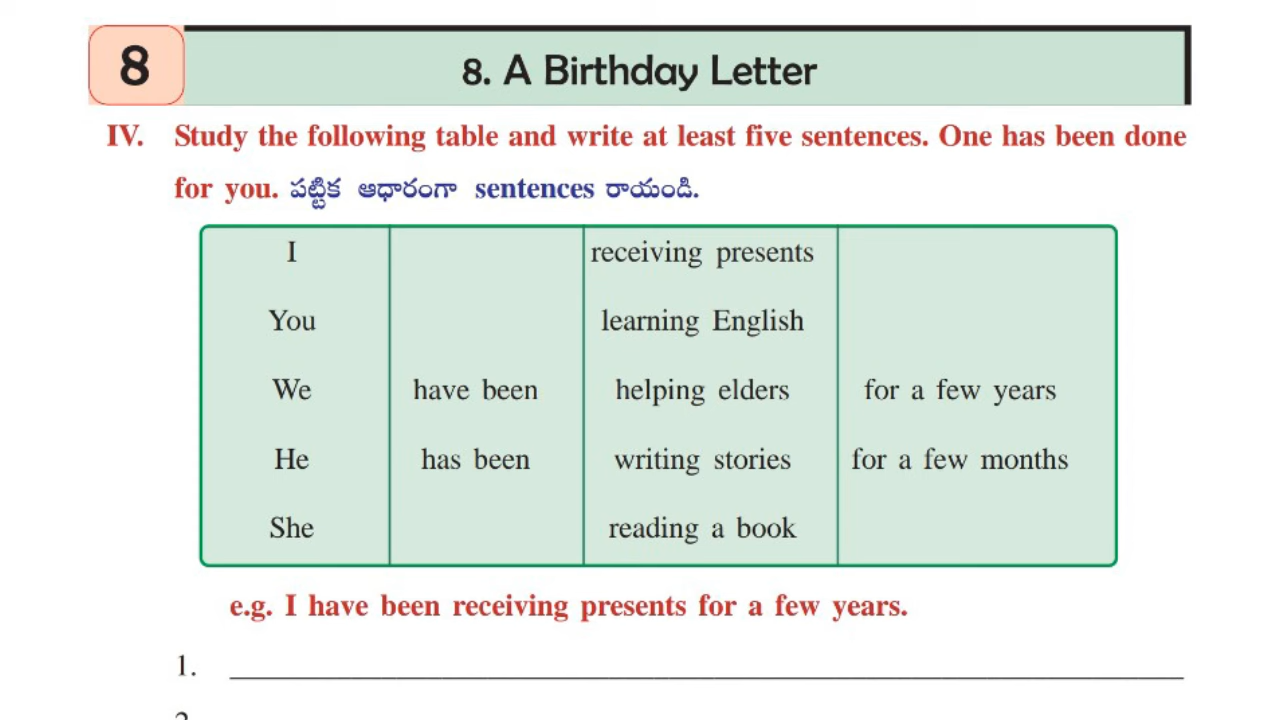 8
8. A Birthday Letter
IV. Study the following table and write at least five sentences. One has been done
for you. పట్టిక ఆధారంగా sentences రాయండి.
I receiving presents
You learning English
We have been helping elders for a few years
He has been writing stories for a few months
She reading a book
e.g. I have been receiving presents for a few years.
1.